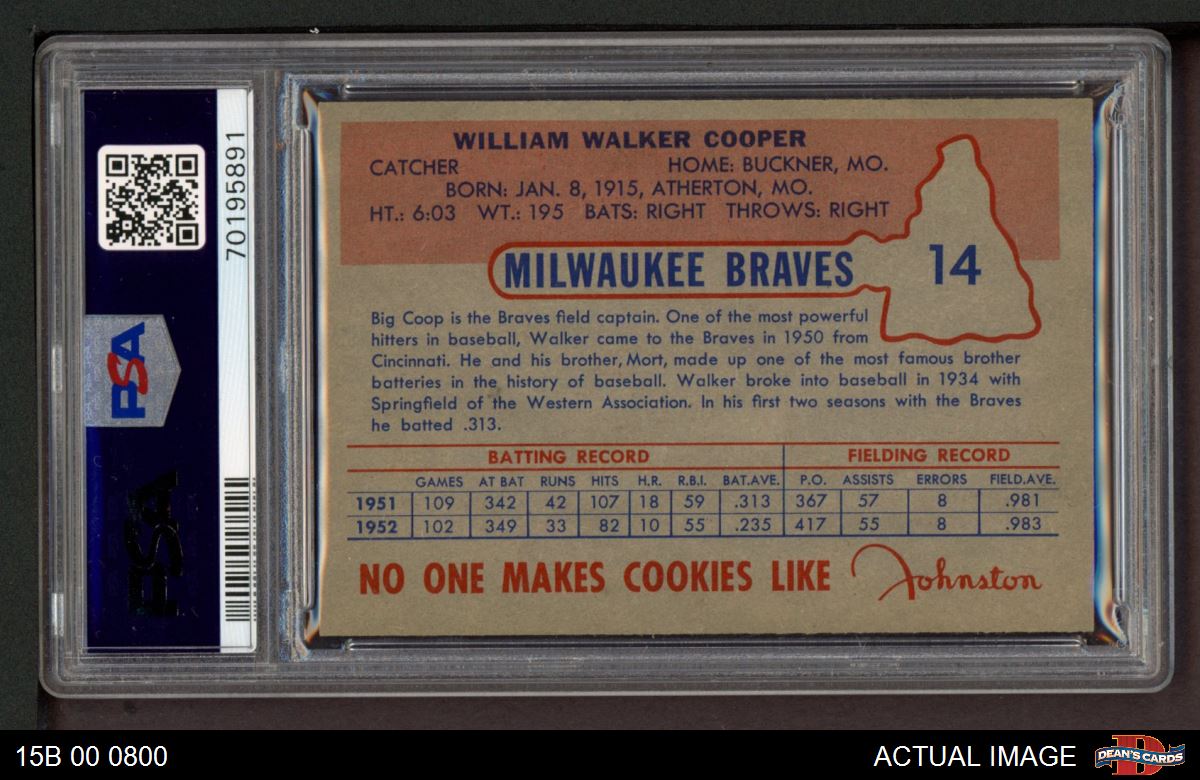 WILLIAM WALKER COOPER
CATCHER HOME: BUCKNER, MO.
BORN: JAN. 8, 1915, ATHERTON, MO.
HT.: 6:03 WT.: 195 BATS: RIGHT THROWS: RIGHT
MILWAUKEE BRAVES
14
Big Coop is the Braves field captain. One of the most powerful
hitters in baseball, Walker came to the Braves in 1950 from
Cincinnati. He and his brother, Mort, made up one of the most famous brother
batteries in the history of baseball. Walker broke into baseball in 1934 with
Springfield of the Western Association. In his first two seasons with the Braves
he batted .313.
BATTING RECORD FIELDING RECORD
GAMES AT BAT RUNS HITS H.R. R.B.I. BAT.AVE. P.O. ASSISTS ERRORS FIELD.AVE.
1951 109 342 42 107 18 59 .313 367 57 8 .981
1952 102 349 33 82 10 55 .235 417 55 8 .983
NO ONE MAKES COOKIES LIKE Johnston
70195891
PSA
PSA
15B 00 0800
ACTUAL IMAGE
D
DEAN'S CARDS